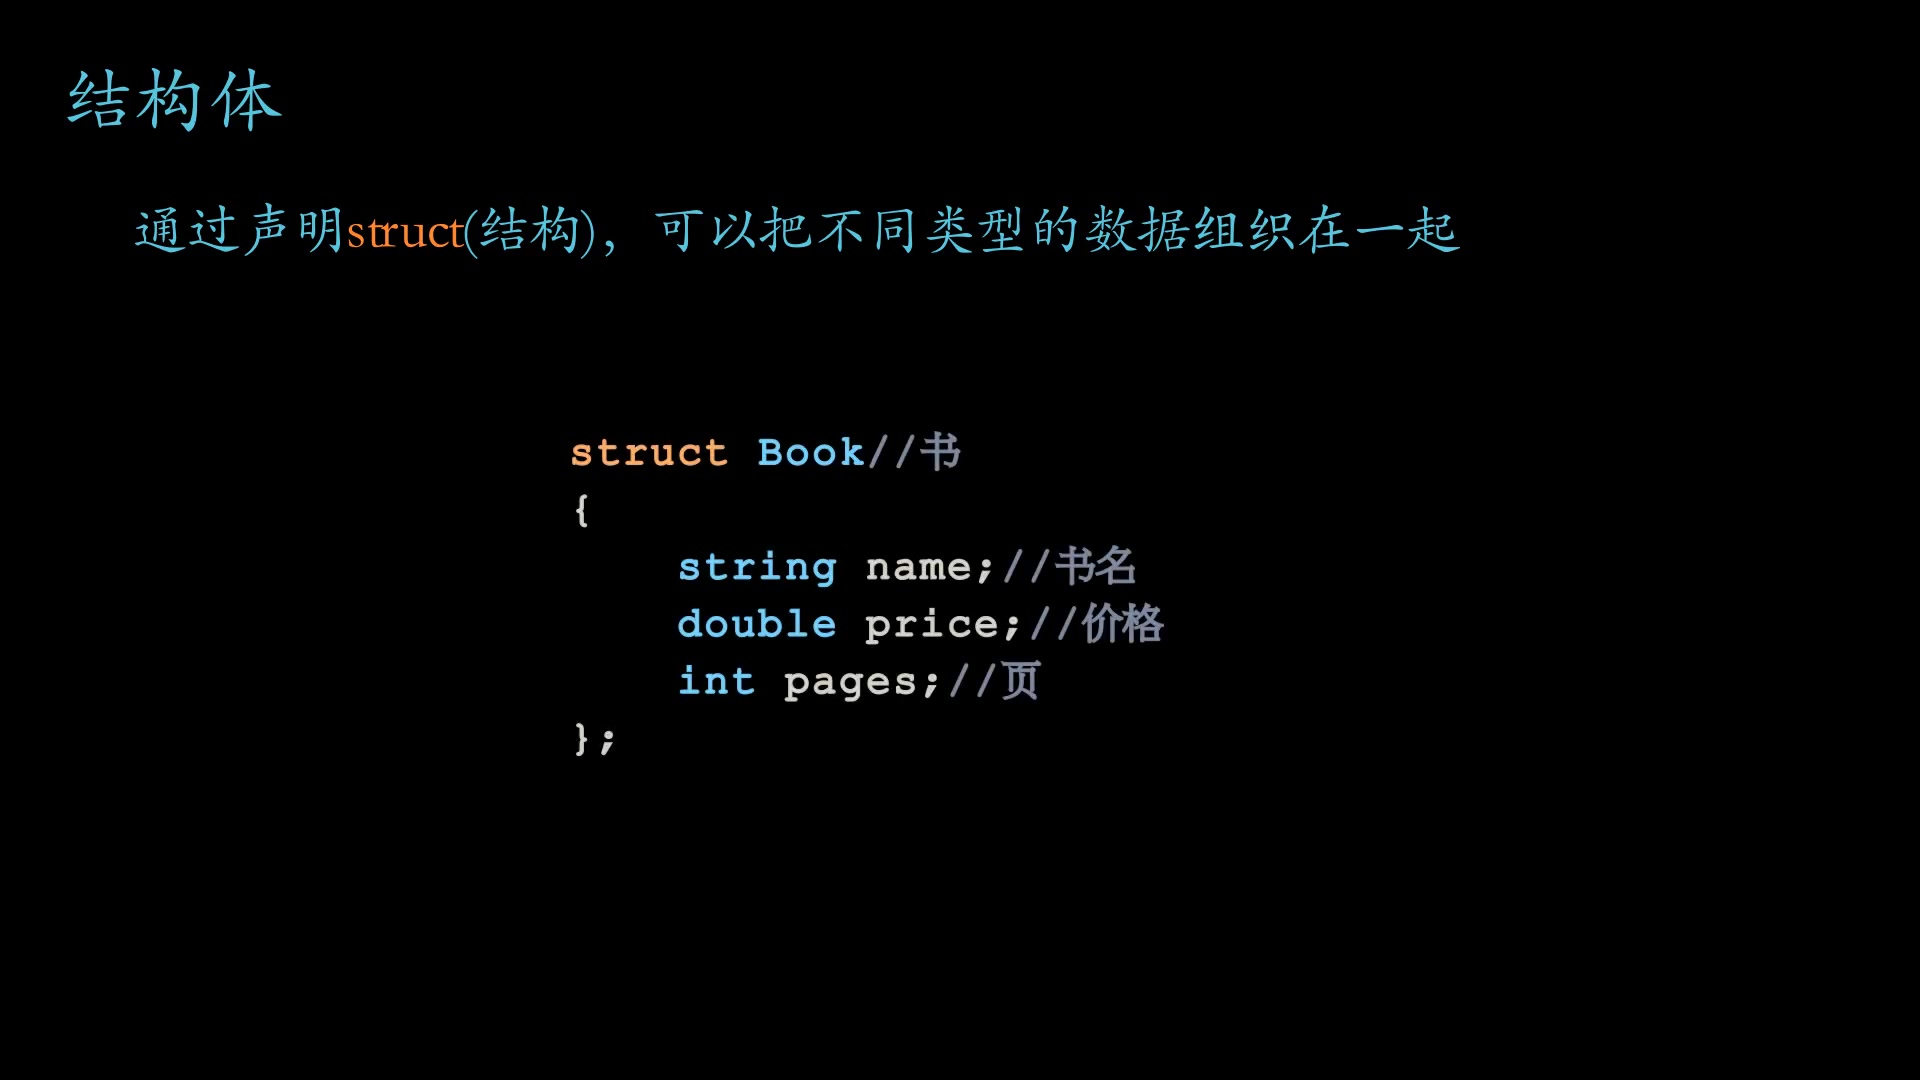 结构体
通过声明struct(结构)，可以把不同类型的数据组织在一起
struct Book//书
{
    string name;//书名
    double price;//价格
    int pages;//页
};